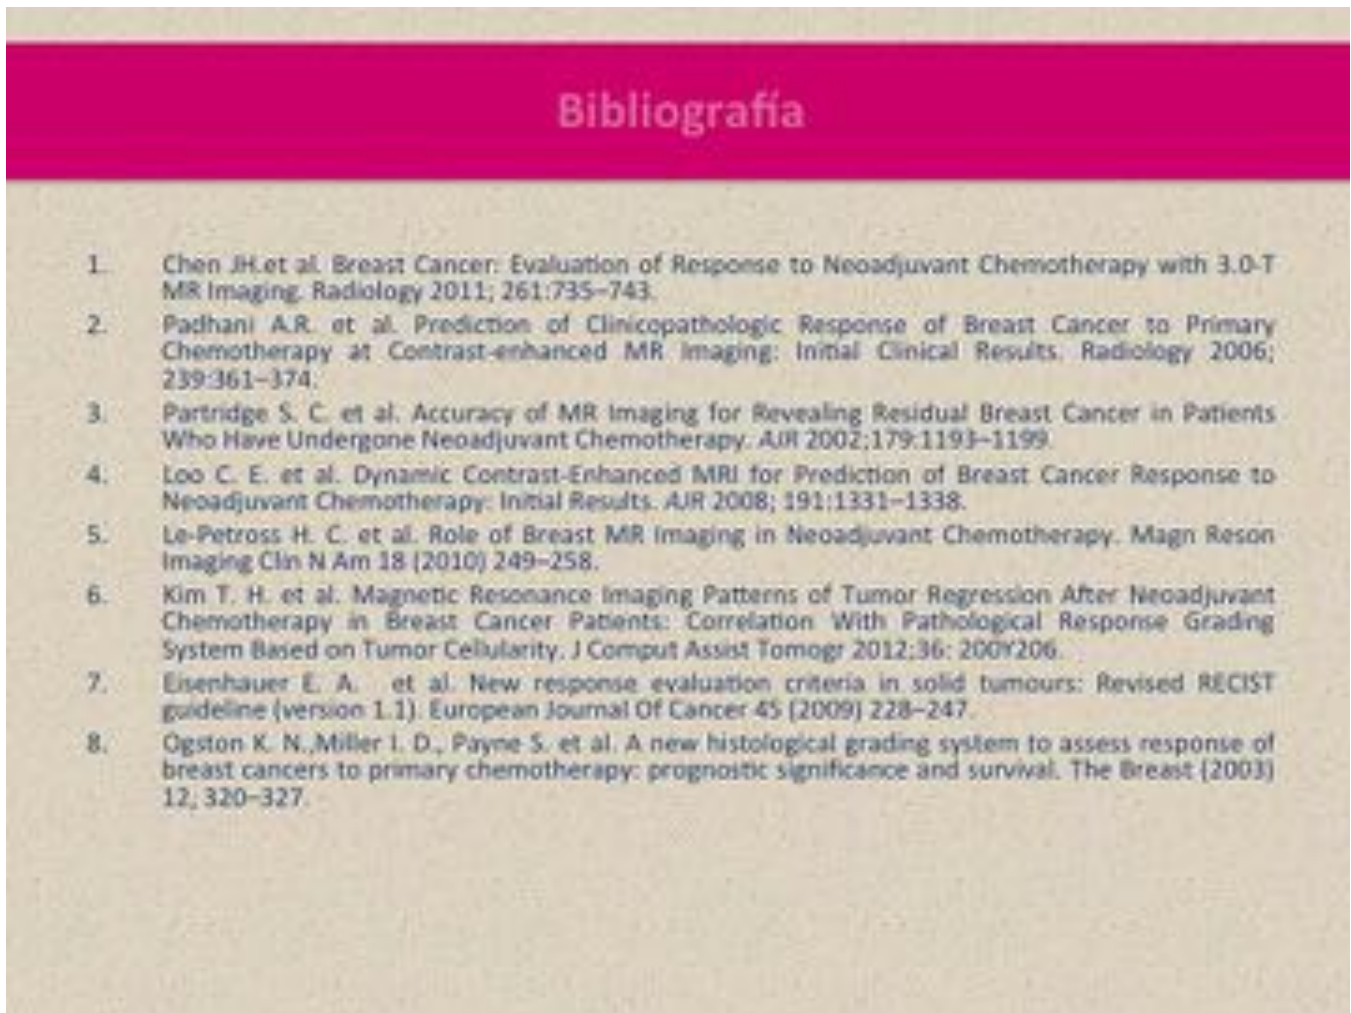 Bibliografía
1. Chen JH.et al. Breast Cancer: Evaluation of Response to Neoadjuvant Chemotherapy with 3.0-T
MR Imaging. Radiology 2011; 261:735–743.
2. Padhani A.R. et al. Prediction of Clinicopathologic Response of Breast Cancer to Primary
Chemotherapy at Contrast-enhanced MR Imaging: Initial Clinical Results. Radiology 2006;
239:361–374.
3. Partridge S. C. et al. Accuracy of MR Imaging for Revealing Residual Breast Cancer in Patients
Who Have Undergone Neoadjuvant Chemotherapy. AJR 2002;179:1193–1199.
4. Loo C. E. et al. Dynamic Contrast-Enhanced MRI for Prediction of Breast Cancer Response to
Neoadjuvant Chemotherapy: Initial Results. AJR 2008; 191:1331–1338.
5. Le-Petross H. C. et al. Role of Breast MR Imaging in Neoadjuvant Chemotherapy. Magn Reson
Imaging Clin N Am 18 (2010) 249–258.
6. Kim T. H. et al. Magnetic Resonance Imaging Patterns of Tumor Regression After Neoadjuvant
Chemotherapy in Breast Cancer Patients: Correlation With Pathological Response Grading
System Based on Tumor Cellularity. J Comput Assist Tomogr 2012;36: 200Y206.
7. Eisenhauer E. A. et al. New response evaluation criteria in solid tumours: Revised RECIST
guideline (version 1.1). European Journal Of Cancer 45 (2009) 228–247.
8. Ogston K. N.,Miller I. D., Payne S. et al. A new histological grading system to assess response of
breast cancers to primary chemotherapy: prognostic significance and survival. The Breast (2003)
12, 320–327.